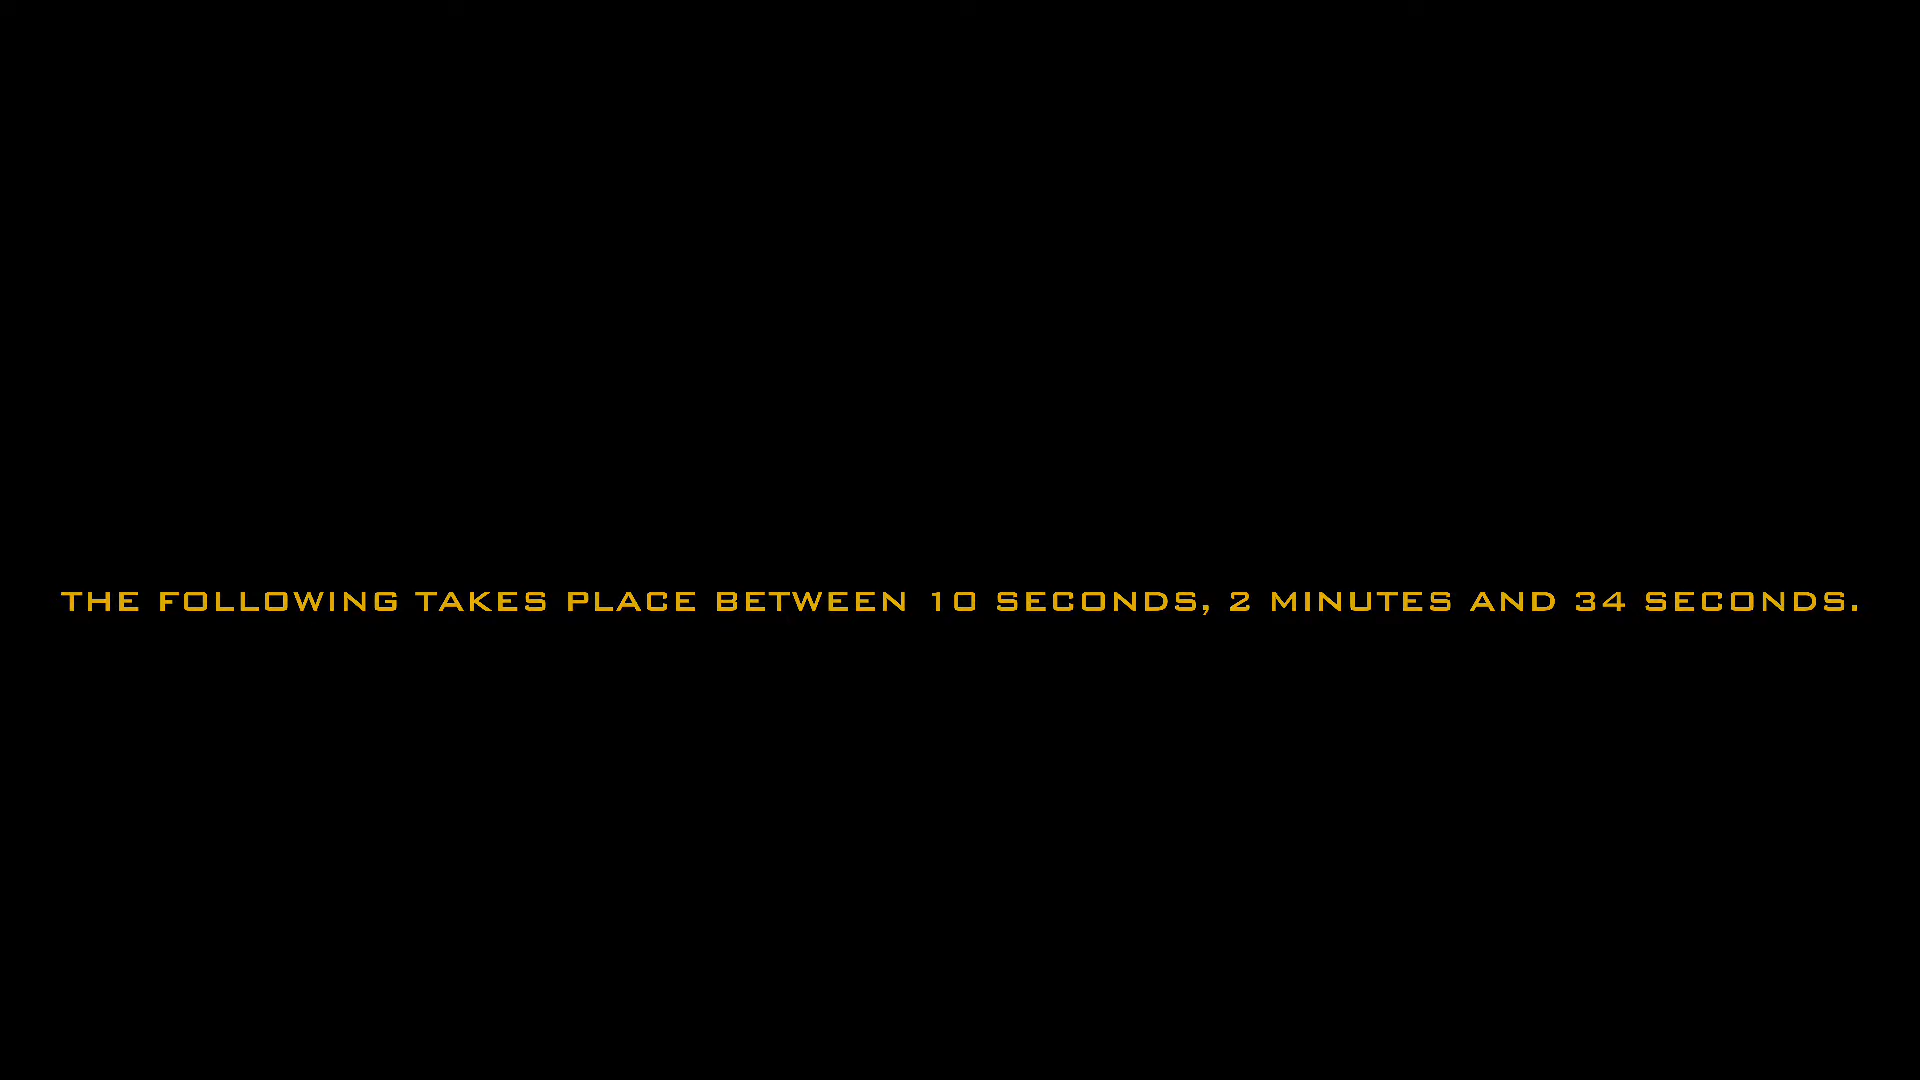 THE FOLLOWING TAKES PLACE BETWEEN 10 SECONDS, 2 MINUTES AND 34 SECONDS.